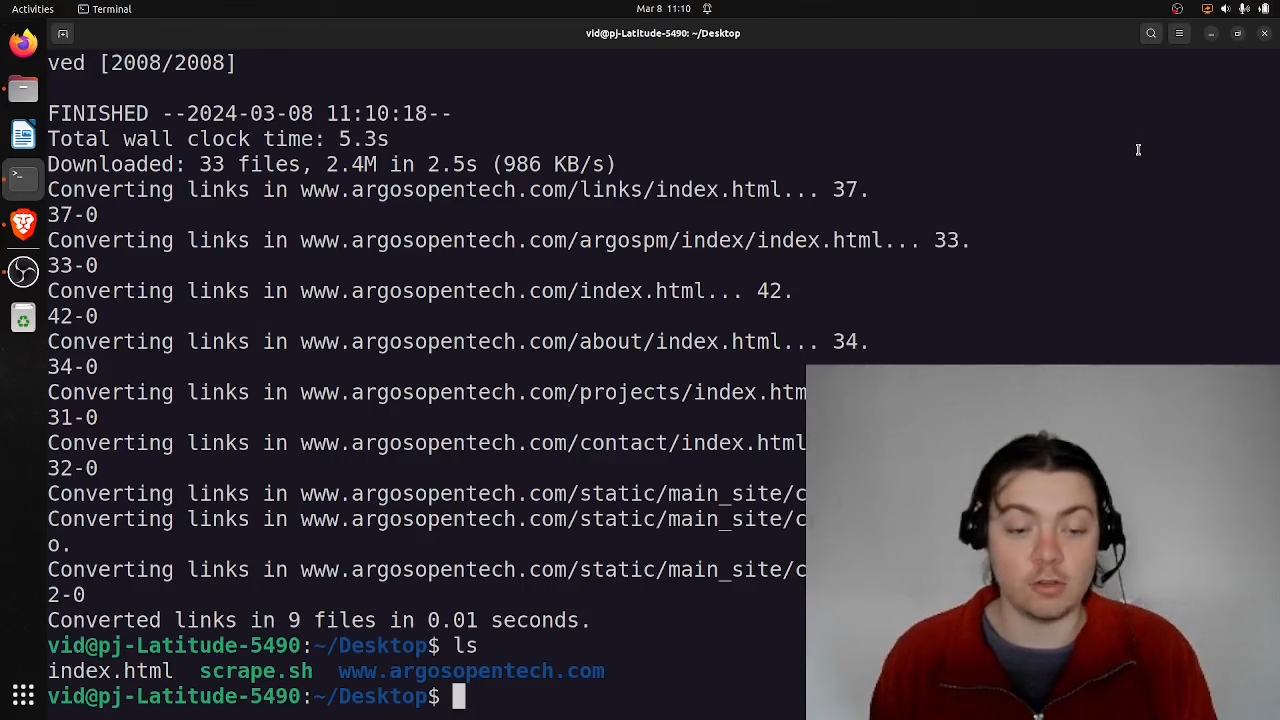 Activities Terminal Mar 8 11:10
vid@pj-Latitude-5490: ~/Desktop
ved [2008/2008]
FINISHED --2024-03-08 11:10:18--
Total wall clock time: 5.3s
Downloaded: 33 files, 2.4M in 2.5s (986 KB/s)
Converting links in www.argosopentech.com/links/index.html... 37.
37-0
Converting links in www.argosopentech.com/argospm/index/index.html... 33.
33-0
Converting links in www.argosopentech.com/index.html... 42.
42-0
Converting links in www.argosopentech.com/about/index.html... 34.
34-0
Converting links in www.argosopentech.com/projects/index.htm
31-0
Converting links in www.argosopentech.com/contact/index.html
32-0
Converting links in www.argosopentech.com/static/main_site/c
Converting links in www.argosopentech.com/static/main_site/c
o.
Converting links in www.argosopentech.com/static/main_site/c
2-0
Converted links in 9 files in 0.01 seconds.
vid@pj-Latitude-5490:~/Desktop$ ls
index.html scrape.sh www.argosopentech.com
vid@pj-Latitude-5490:~/Desktop$